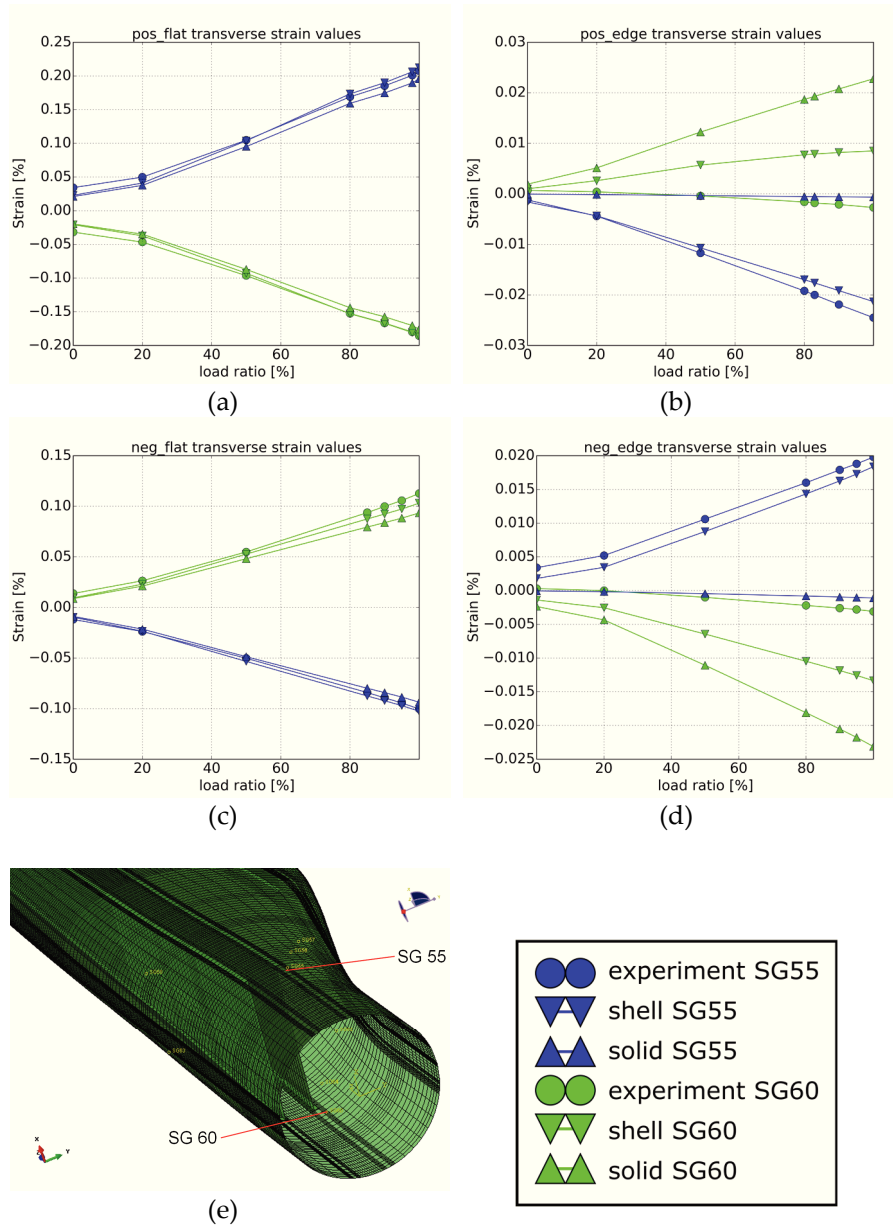 pos_flat transverse strain values
0.25
0.20
0.15
0.10
0.05
0.00
−0.05
−0.10
−0.15
−0.20
Strain [%]
0 20 40 60 80
load ratio [%]
(a)
pos_edge transverse strain values
0.03
0.02
0.01
0.000
−0.01
−0.02
−0.03
Strain [%]
0 20 40 60 80
load ratio [%]
(b)
neg_flat transverse strain values
0.15
0.10
0.05
0.00
−0.05
−0.10
−0.15
Strain [%]
0 20 40 60 80
load ratio [%]
(c)
neg_edge transverse strain values
0.020
0.015
0.010
0.005
0.000
−0.005
−0.010
−0.015
−0.020
−0.025
Strain [%]
0 20 40 60 80
load ratio [%]
(d)
SG57
SG 55
SG 60
X
Y
(e)
experiment SG55
shell SG55
solid SG55
experiment SG60
shell SG60
solid SG60